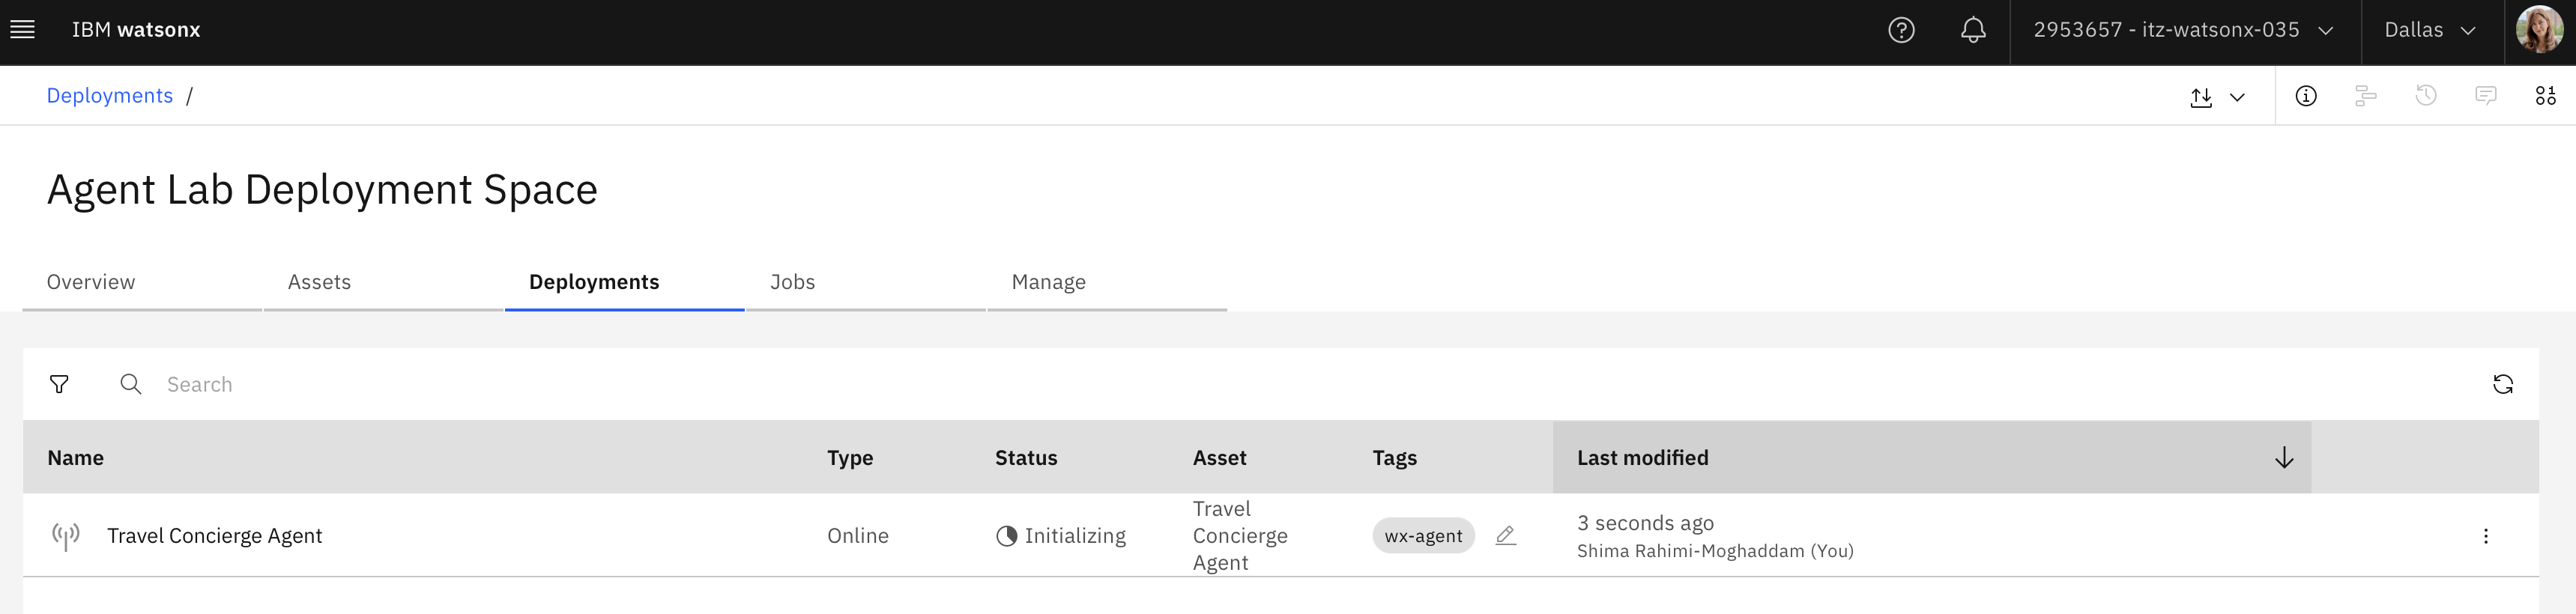 IBM watsonx
2953657 - itz-watsonx-035
Dallas
Deployments /
Agent Lab Deployment Space
Overview
Assets
Deployments
Jobs
Manage
Search
Name
Type
Status
Asset
Tags
Last modified
Travel Concierge Agent
Online
Initializing
Travel
Concierge
Agent
wx-agent
3 seconds ago
Shima Rahimi-Moghaddam (You)